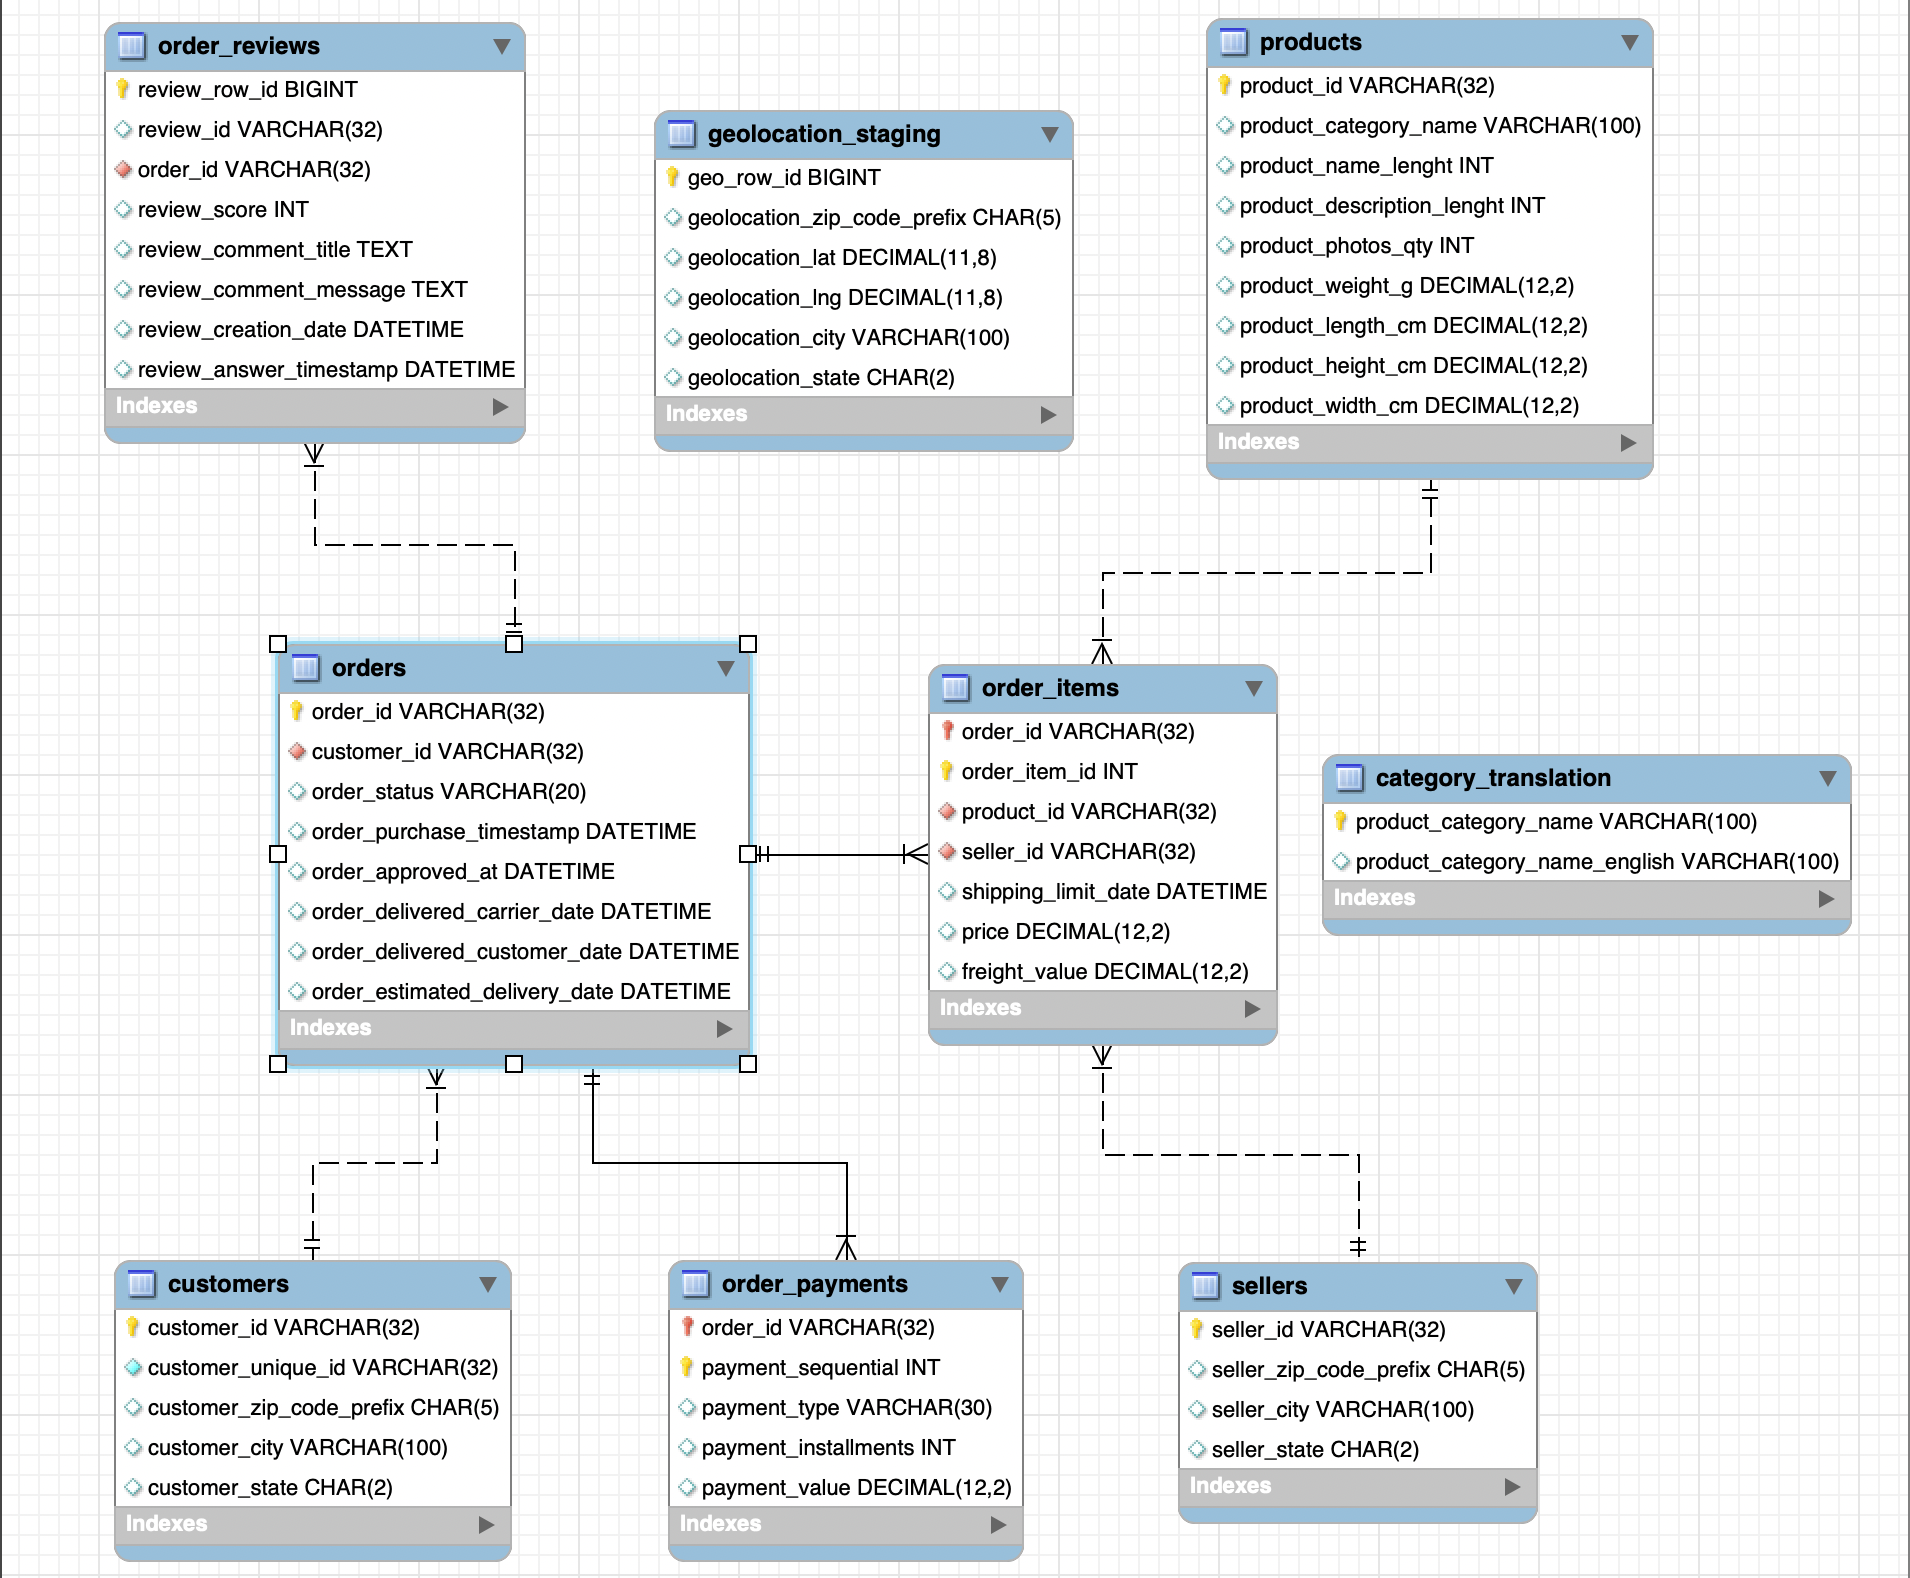 order_reviews
review_row_id BIGINT
review_id VARCHAR(32)
order_id VARCHAR(32)
review_score INT
review_comment_title TEXT
review_comment_message TEXT
review_creation_date DATETIME
review_answer_timestamp DATETIME
Indexes
geolocation_staging
geo_row_id BIGINT
geolocation_zip_code_prefix CHAR(5)
geolocation_lat DECIMAL(11,8)
geolocation_lng DECIMAL(11,8)
geolocation_city VARCHAR(100)
geolocation_state CHAR(2)
Indexes
products
product_id VARCHAR(32)
product_category_name VARCHAR(100)
product_name_lenght INT
product_description_lenght INT
product_photos_qty INT
product_weight_g DECIMAL(12,2)
product_length_cm DECIMAL(12,2)
product_height_cm DECIMAL(12,2)
product_width_cm DECIMAL(12,2)
Indexes
orders
order_id VARCHAR(32)
customer_id VARCHAR(32)
order_status VARCHAR(20)
order_purchase_timestamp DATETIME
order_approved_at DATETIME
order_delivered_carrier_date DATETIME
order_delivered_customer_date DATETIME
order_estimated_delivery_date DATETIME
Indexes
order_items
order_id VARCHAR(32)
order_item_id INT
product_id VARCHAR(32)
seller_id VARCHAR(32)
shipping_limit_date DATETIME
price DECIMAL(12,2)
freight_value DECIMAL(12,2)
Indexes
category_translation
product_category_name VARCHAR(100)
product_category_name_english VARCHAR(100)
Indexes
customers
customer_id VARCHAR(32)
customer_unique_id VARCHAR(32)
customer_zip_code_prefix CHAR(5)
customer_city VARCHAR(100)
customer_state CHAR(2)
Indexes
order_payments
order_id VARCHAR(32)
payment_sequential INT
payment_type VARCHAR(30)
payment_installments INT
payment_value DECIMAL(12,2)
Indexes
sellers
seller_id VARCHAR(32)
seller_zip_code_prefix CHAR(5)
seller_city VARCHAR(100)
seller_state CHAR(2)
Indexes